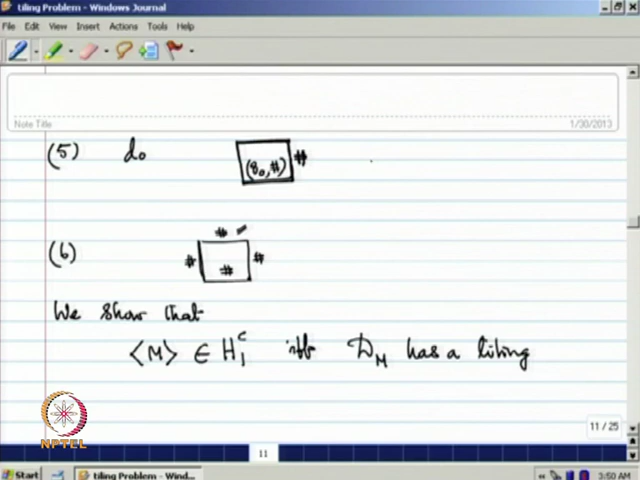 tiling Problem - Windows Journal
File Edit View Insert Actions Tools Help
Note Title
1/30/2013
(5) do (q₀, #) #
(6) # # # #
We show that
⟨M⟩ ∈ H₁ᶜ iff D_M has a tiling
NPTEL
11 / 25
11
Start tiling Problem - Wind...
3:50 AM